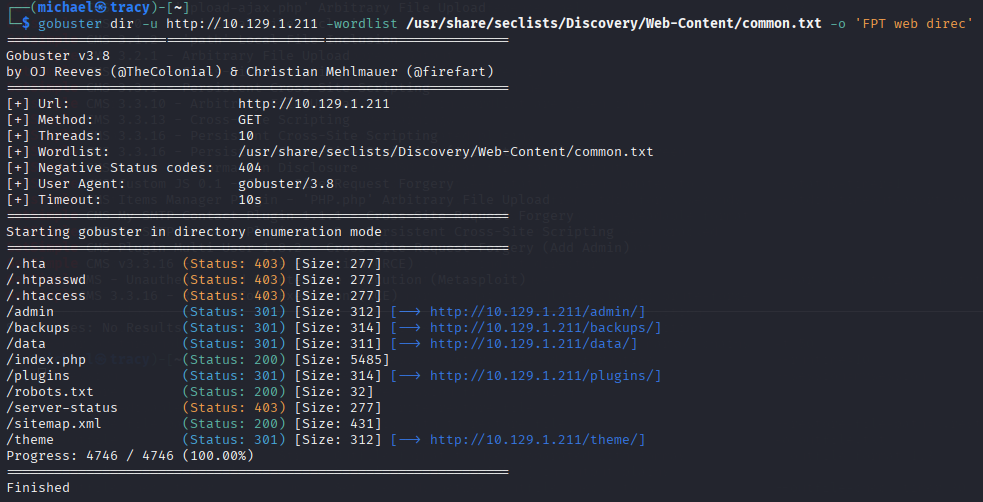 ┌──(michael㉿tracy)-[~]
└─$ gobuster dir -u http://10.129.1.211 -wordlist /usr/share/seclists/Discovery/Web-Content/common.txt -o 'FPT web direc'
===============================================================
Gobuster v3.8
by OJ Reeves (@TheColonial) & Christian Mehlmauer (@firefart)
===============================================================
[+] Url:                     http://10.129.1.211
[+] Method:                  GET
[+] Threads:                 10
[+] Wordlist:                /usr/share/seclists/Discovery/Web-Content/common.txt
[+] Negative Status codes:   404
[+] User Agent:              gobuster/3.8
[+] Timeout:                 10s
===============================================================
Starting gobuster in directory enumeration mode
===============================================================
/.hta                 (Status: 403) [Size: 277]
/.htpasswd            (Status: 403) [Size: 277]
/.htaccess            (Status: 403) [Size: 277]
/admin                (Status: 301) [Size: 312] [--> http://10.129.1.211/admin/]
/backups              (Status: 301) [Size: 314] [--> http://10.129.1.211/backups/]
/data                 (Status: 301) [Size: 311] [--> http://10.129.1.211/data/]
/index.php            (Status: 200) [Size: 5485]
/plugins              (Status: 301) [Size: 314] [--> http://10.129.1.211/plugins/]
/robots.txt           (Status: 200) [Size: 32]
/server-status        (Status: 403) [Size: 277]
/sitemap.xml          (Status: 200) [Size: 431]
/theme                (Status: 301) [Size: 312] [--> http://10.129.1.211/theme/]
Progress: 4746 / 4746 (100.00%)
===============================================================
Finished